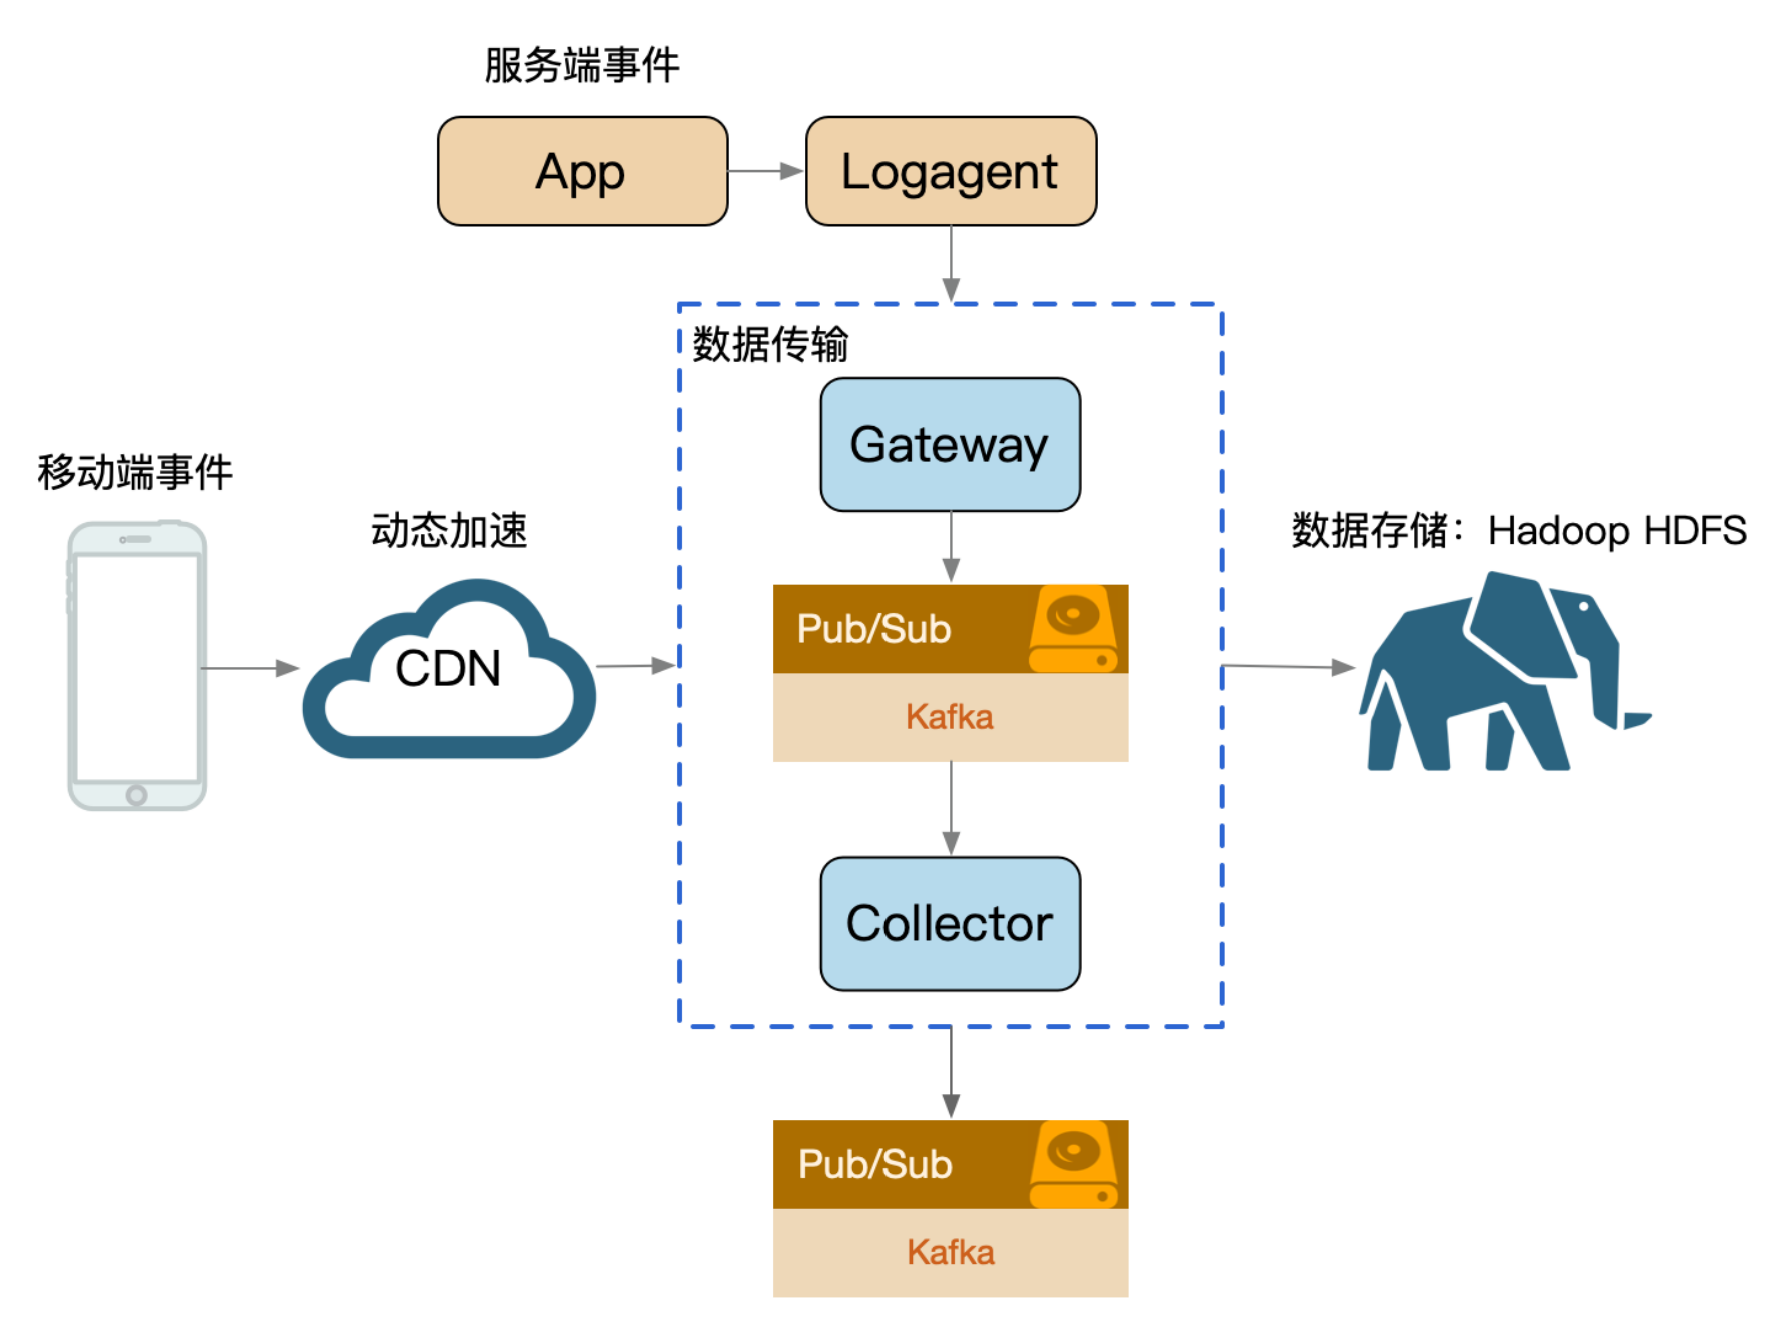 服务端事件
App
Logagent
数据传输
Gateway
移动端事件
动态加速
CDN
Pub/Sub
Kafka
数据存储：Hadoop HDFS
Collector
Pub/Sub
Kafka